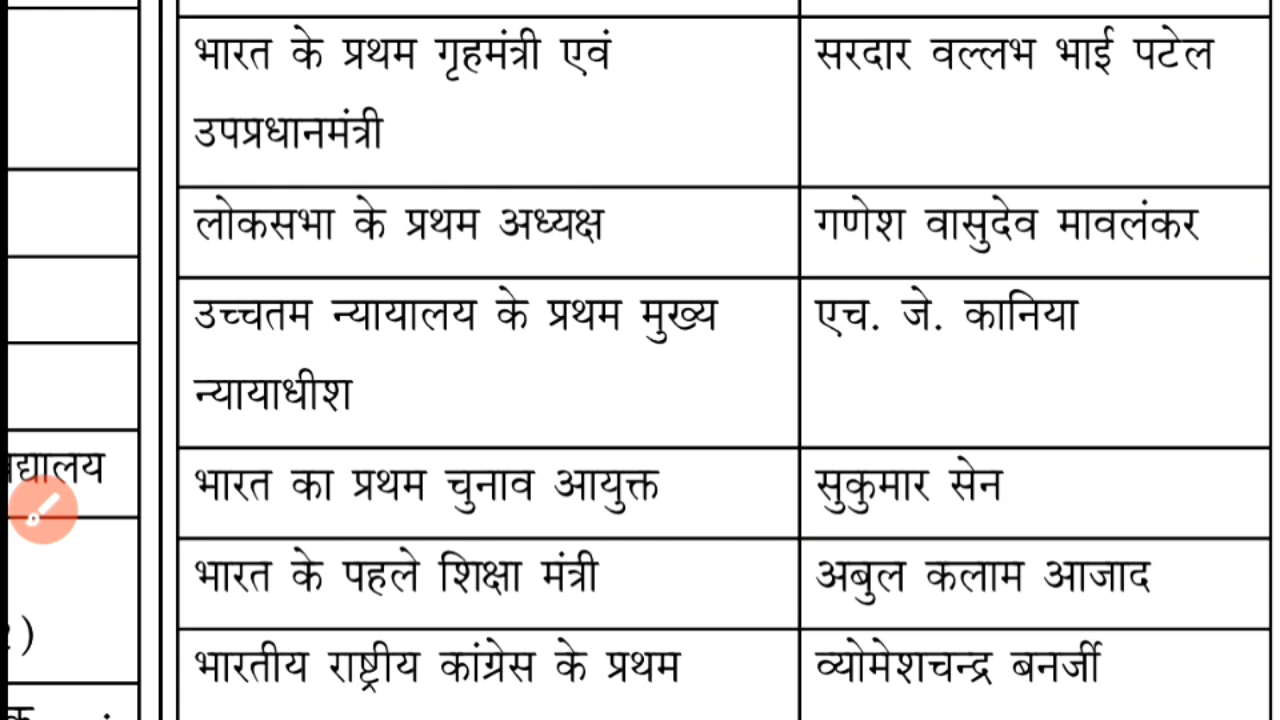 भारत के प्रथम गृहमंत्री एवं
उपप्रधानमंत्री
सरदार वल्लभ भाई पटेल
लोकसभा के प्रथम अध्यक्ष
गणेश वासुदेव मावलंकर
उच्चतम न्यायालय के प्रथम मुख्य
न्यायाधीश
एच. जे. कानिया
भारत का प्रथम चुनाव आयुक्त
सुकुमार सेन
भारत के पहले शिक्षा मंत्री
अबुल कलाम आजाद
भारतीय राष्ट्रीय कांग्रेस के प्रथम
व्योमेशचन्द्र बनर्जी